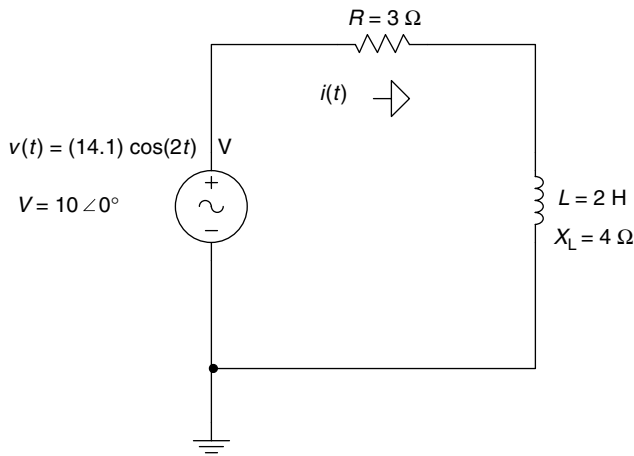 R = 3 Ω
i(t)
v(t) = (14.1) cos(2t) V
V = 10 ∠0°
+
−
L = 2 H
X_L = 4 Ω